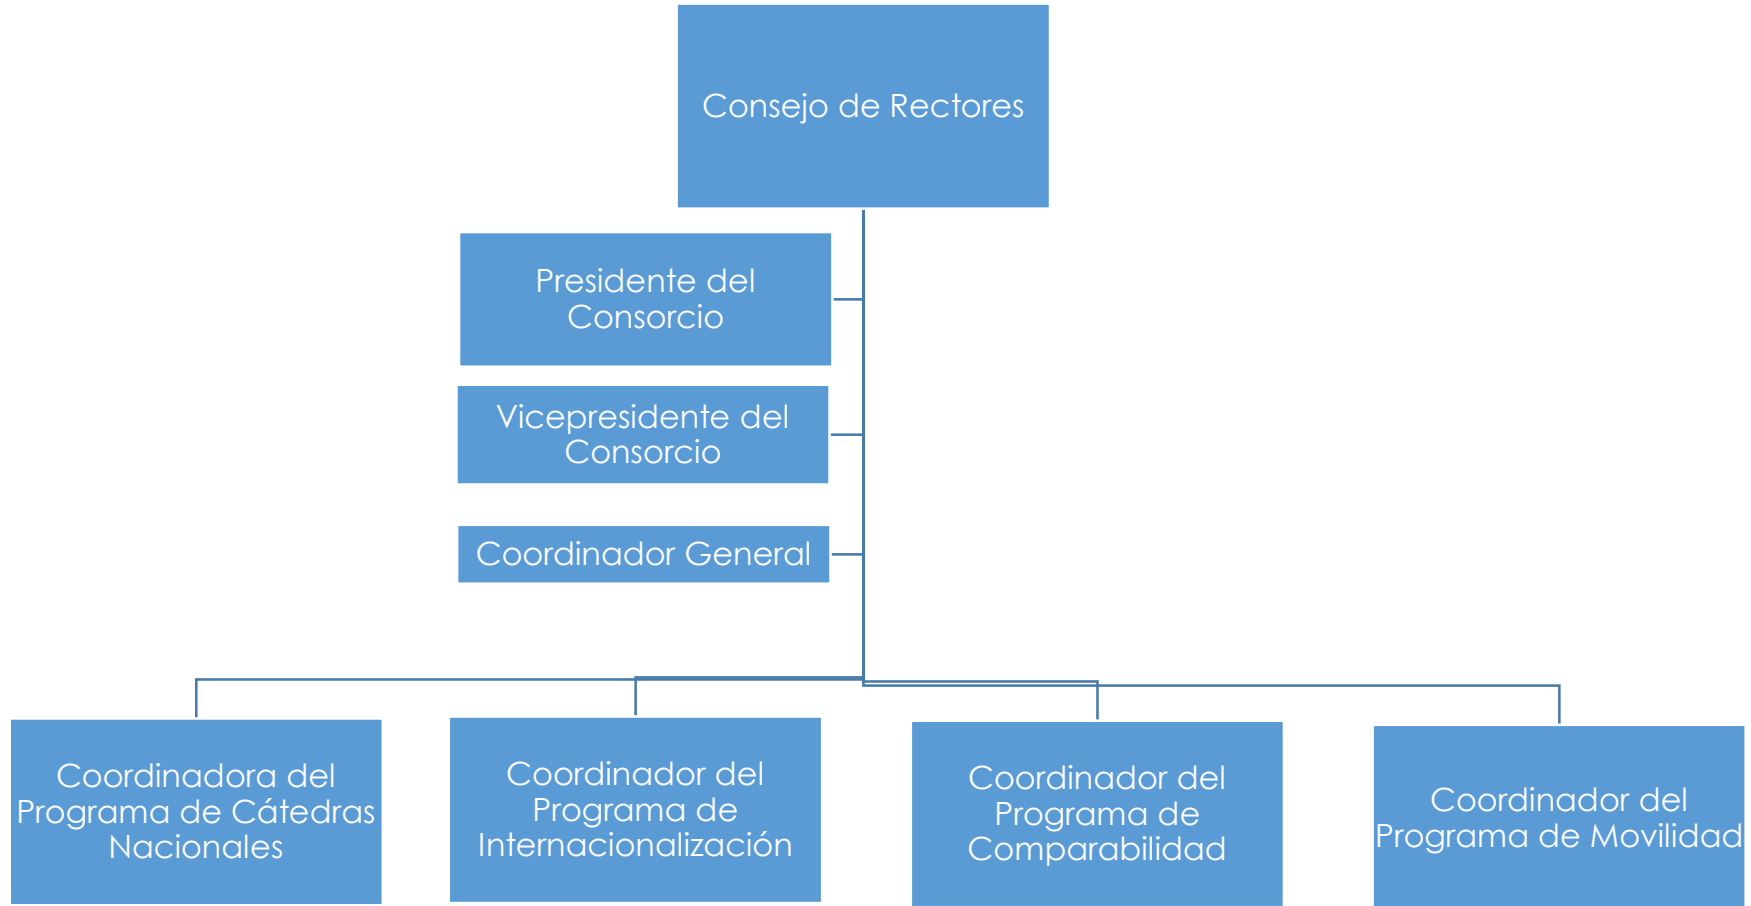 Consejo de Rectores
Presidente del
Consorcio
Vicepresidente del
Consorcio
Coordinador General
Coordinadora del
Programa de Cátedras
Nacionales
Coordinador del
Programa de
Internacionalización
Coordinador del
Programa de
Comparabilidad
Coordinador del
Programa de Movilidad